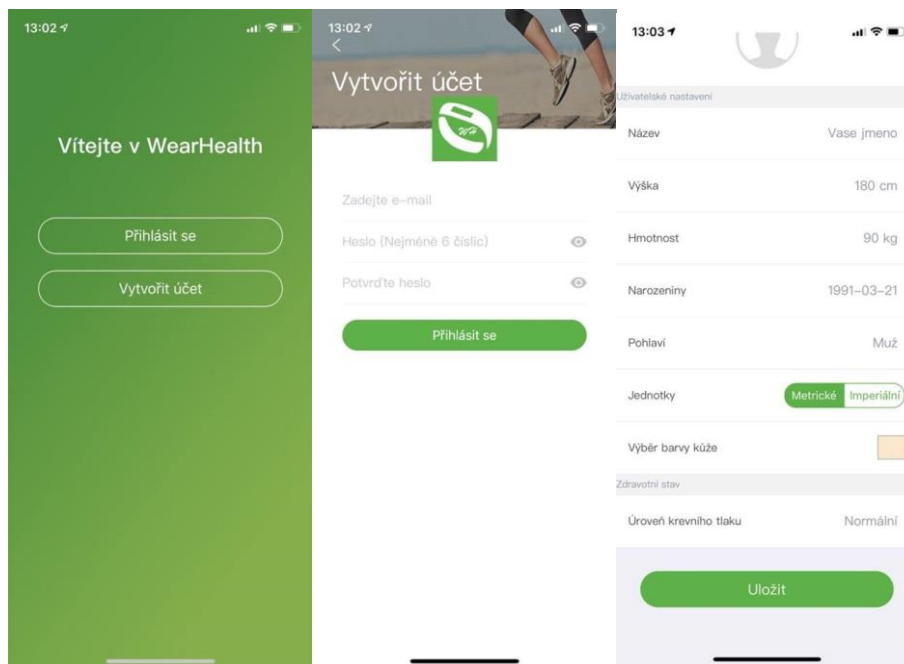 13:02
Vítejte v WearHealth
Přihlásit se
Vytvořit účet
13:02
Vytvořit účet
WH
Zadejte e-mail
Heslo (Nejméně 6 číslic)
Potvrďte heslo
Přihlásit se
13:03
Uživatelské nastavení
Název Vase jmeno
Výška 180 cm
Hmotnost 90 kg
Narozeniny 1991-03-21
Pohlaví Muž
Jednotky Metrické Imperiální
Výběr barvy kůže
Zdravotní stav
Úroveň krevního tlaku Normální
Uložit